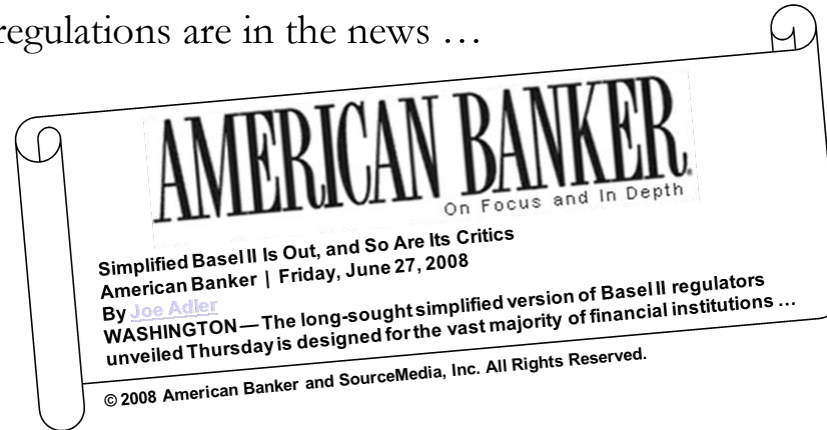 regulations are in the news …
AMERICAN BANKER
On Focus and In Depth
Simplified Basel II Is Out, and So Are Its Critics
American Banker | Friday, June 27, 2008
By Joe Adler
WASHINGTON — The long-sought simplified version of Basel II regulators
unveiled Thursday is designed for the vast majority of financial institutions …
© 2008 American Banker and SourceMedia, Inc. All Rights Reserved.